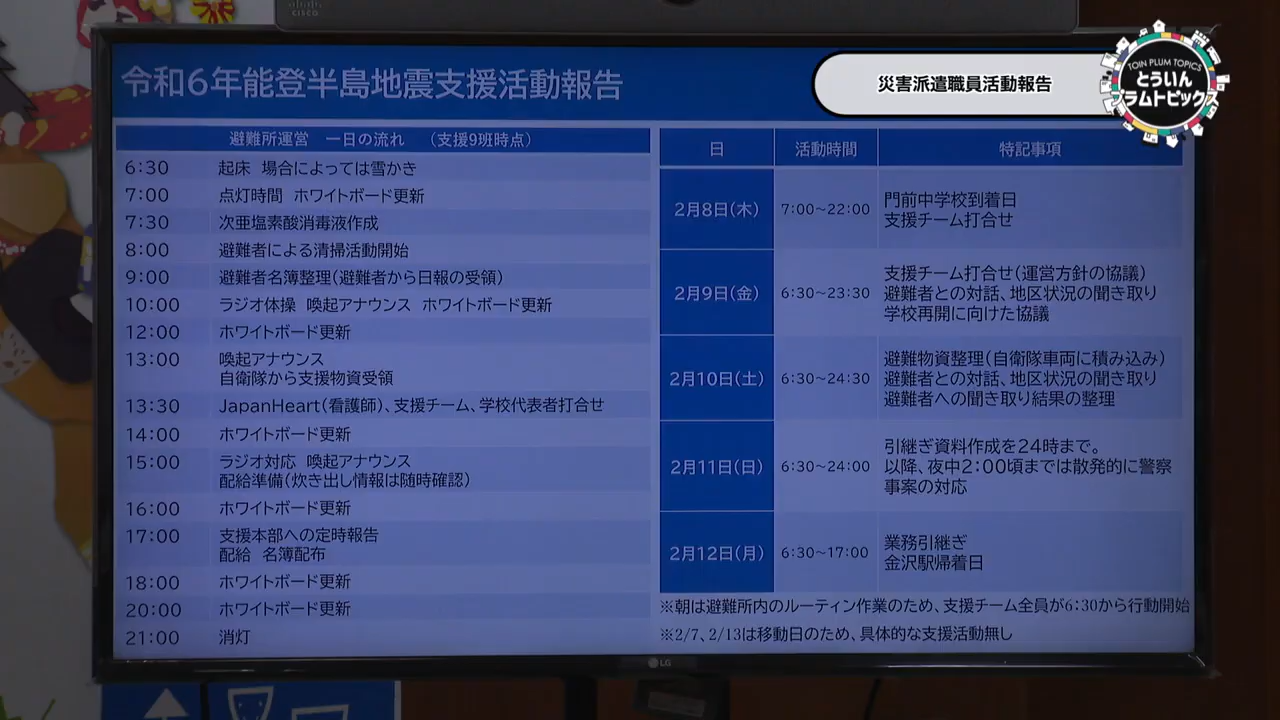 CISCO
災害派遣職員活動報告
TOIN PLUM TOPICS
とういん
プラムトピックス
令和6年能登半島地震支援活動報告
避難所運営 一日の流れ （支援9班時点）
6:30 起床 場合によっては雪かき
7:00 点灯時間 ホワイトボード更新
7:30 次亜塩素酸消毒液作成
8:00 避難者による清掃活動開始
9:00 避難者名簿整理（避難者から日報の受領）
10:00 ラジオ体操 喚起アナウンス ホワイトボード更新
12:00 ホワイトボード更新
13:00 喚起アナウンス
自衛隊から支援物資受領
13:30 JapanHeart（看護師）、支援チーム、学校代表者打合せ
14:00 ホワイトボード更新
15:00 ラジオ対応 喚起アナウンス
配給準備（炊き出し情報は随時確認）
16:00 ホワイトボード更新
17:00 支援本部への定時報告
配給 名簿配布
18:00 ホワイトボード更新
20:00 ホワイトボード更新
21:00 消灯
日 活動時間 特記事項
2月8日(木) 7:00~22:00 門前中学校到着日
支援チーム打合せ
2月9日(金) 6:30~23:30 支援チーム打合せ（運営方針の協議）
避難者との対話、地区状況の聞き取り
学校再開に向けた協議
2月10日(土) 6:30~24:30 避難物資整理（自衛隊車両に積み込み）
避難者との対話、地区状況の聞き取り
避難者への聞き取り結果の整理
2月11日(日) 6:30~24:00 引継ぎ資料作成を24時まで。
以降、夜中2:00頃までは散発的に警察
事案の対応
2月12日(月) 6:30~17:00 業務引継ぎ
金沢駅帰着日
※朝は避難所内のルーティン作業のため、支援チーム全員が6:30から行動開始
※2/7、2/13は移動日のため、具体的な支援活動無し
LG